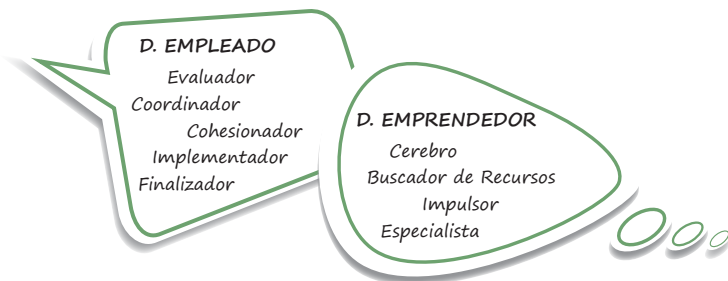 D. EMPLEADO
Evaluador
Coordinador
Cohesionador
Implementador
Finalizador
D. EMPRENDEDOR
Cerebro
Buscador de Recursos
Impulsor
Especialista